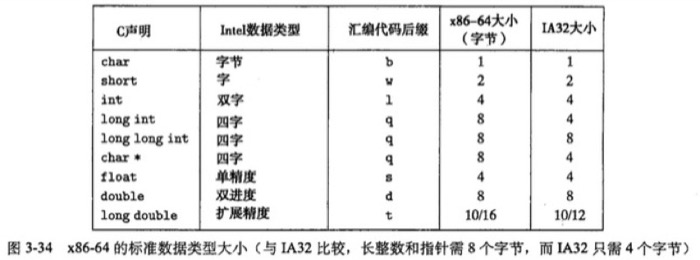 C声明 Intel数据类型 汇编代码后缀 x86-64大小（字节） IA32大小
char 字节 b 1 1
short 字 w 2 2
int 双字 l 4 4
long int 四字 q 8 4
long long int 四字 q 8 8
char * 四字 q 8 4
float 单精度 s 4 4
double 双进度 d 8 8
long double 扩展精度 t 10/16 10/12
图 3-34 x86-64 的标准数据类型大小（与 IA32 比较，长整数和指针需 8 个字节，而 IA32 只需 4 个字节）